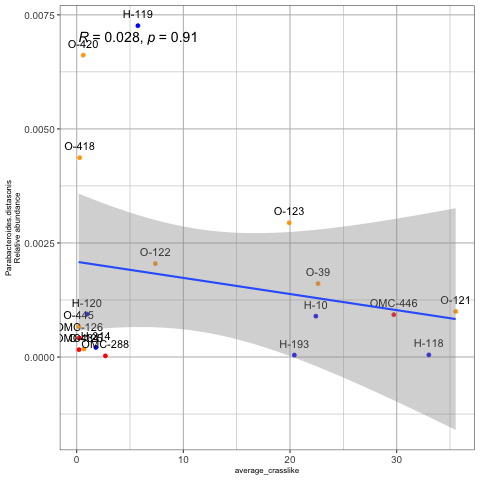 H-119
R = 0.028, p = 0.91
O-420
O-418
O-123
O-122
O-39
H-120
H-10
OMC-446
O-121
O-445
OMC-126
OMC-288
H-193
H-118
0.0075
0.0050
0.0025
0.0000
0
10
20
30
average_crasslike
Parabacteroides.distasonis
Relative abundance